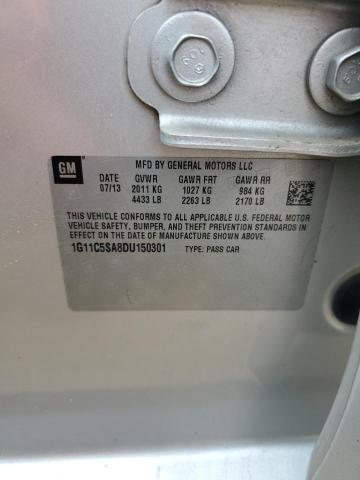 GM
MFD BY GENERAL MOTORS LLC
DATE GVWR GAWR FRT GAWR RR
07/13 2011 KG 1027 KG 984 KG
4433 LB 2263 LB 2170 LB
THIS VEHICLE CONFORMS TO ALL APPLICABLE U.S. FEDERAL MOTOR
VEHICLE SAFETY, BUMPER, AND THEFT PREVENTION STANDARDS
IN EFFECT ON THE DATE OF MANUFACTURE SHOWN ABOVE.
1G11C5SA8DU150301 TYPE: PASS CAR